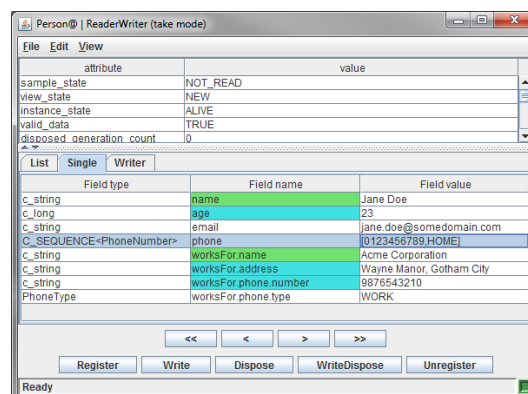 Person@ | ReaderWriter (take mode)
File Edit View
attribute value
sample_state NOT_READ
view_state NEW
instance_state ALIVE
valid_data TRUE
disposed_generation_count 0
List Single Writer
Field type Field name Field value
c_string name Jane Doe
c_long age 23
c_string email jane.doe@somedomain.com
C_SEQUENCE<PhoneNumber> phone [0123456789,HOME]
c_string worksFor.name Acme Corporation
c_string worksFor.address Wayne Manor, Gotham City
c_string worksFor.phone.number 9876543210
PhoneType worksFor.phone.type WORK
<< < > >>
Register Write Dispose WriteDispose Unregister
Ready